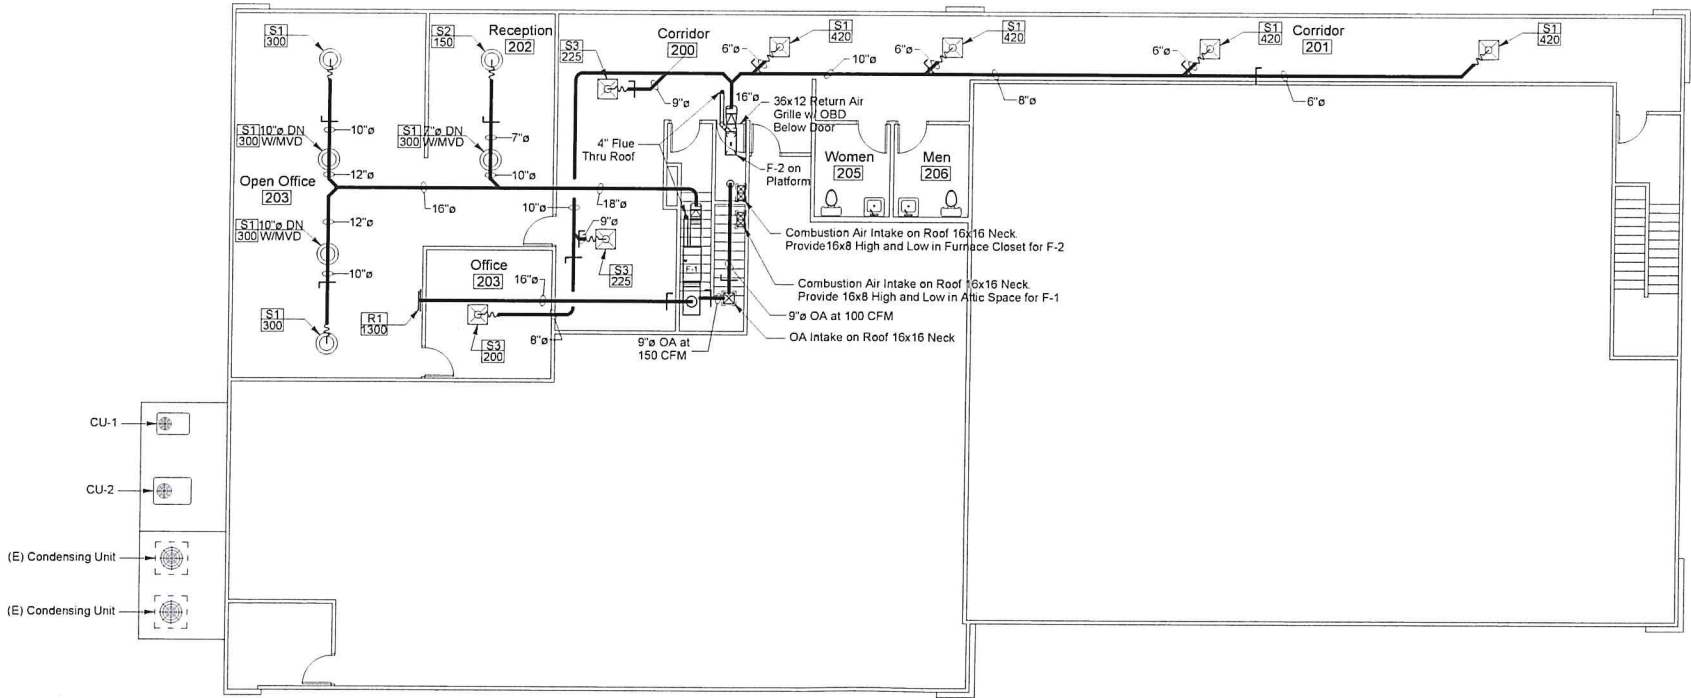 S1
300
S2
150
Reception
202
S3
225
Corridor
200
6"ø
S1
420
10"ø
6"ø
S1
420
8"ø
6"ø
S1
420
Corridor
201
6"ø
S1
420
9"ø
16"ø
36x12 Return Air
Grille w/ OBD
Below Door
4" Flue
Thru Roof
F-2 on
Platform
Women
205
Men
206
S1 10"ø DN
300 W/MVD
10"ø
12"ø
S1 7"ø DN
300 W/MVD
7"ø
10"ø
Open Office
203
16"ø
18"ø
10"ø
S1 10"ø DN
300 W/MVD
12"ø
10"ø
9"ø
S3
225
Combustion Air Intake on Roof 16x16 Neck.
Provide 16x8 High and Low in Furnace Closet for F-2
Office
203
16"ø
F-1
Combustion Air Intake on Roof 16x16 Neck.
Provide 16x8 High and Low in Attic Space for F-1
S1
300
R1
1300
S3
200
8"ø
9"ø OA at
150 CFM
9"ø OA at 100 CFM
OA Intake on Roof 16x16 Neck
CU-1
CU-2
(E) Condensing Unit
(E) Condensing Unit